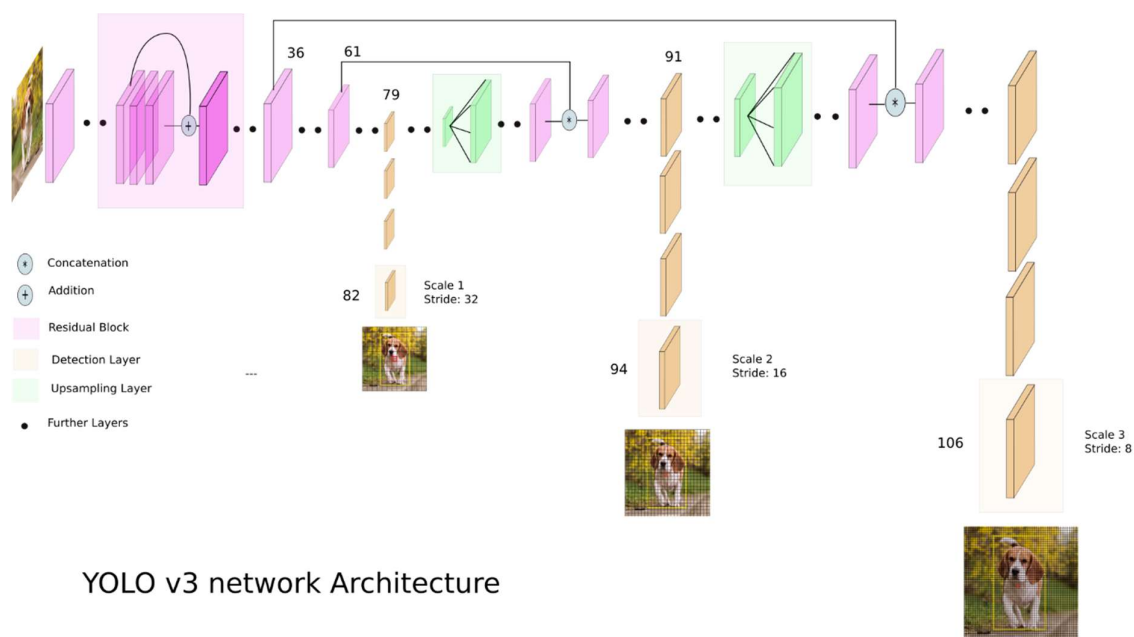 36
61
91
79
+
*
*
* Concatenation
+ Addition
Residual Block
Detection Layer
Upsampling Layer
Further Layers
---
82
Scale 1
Stride: 32
94
Scale 2
Stride: 16
106
Scale 3
Stride: 8
YOLO v3 network Architecture